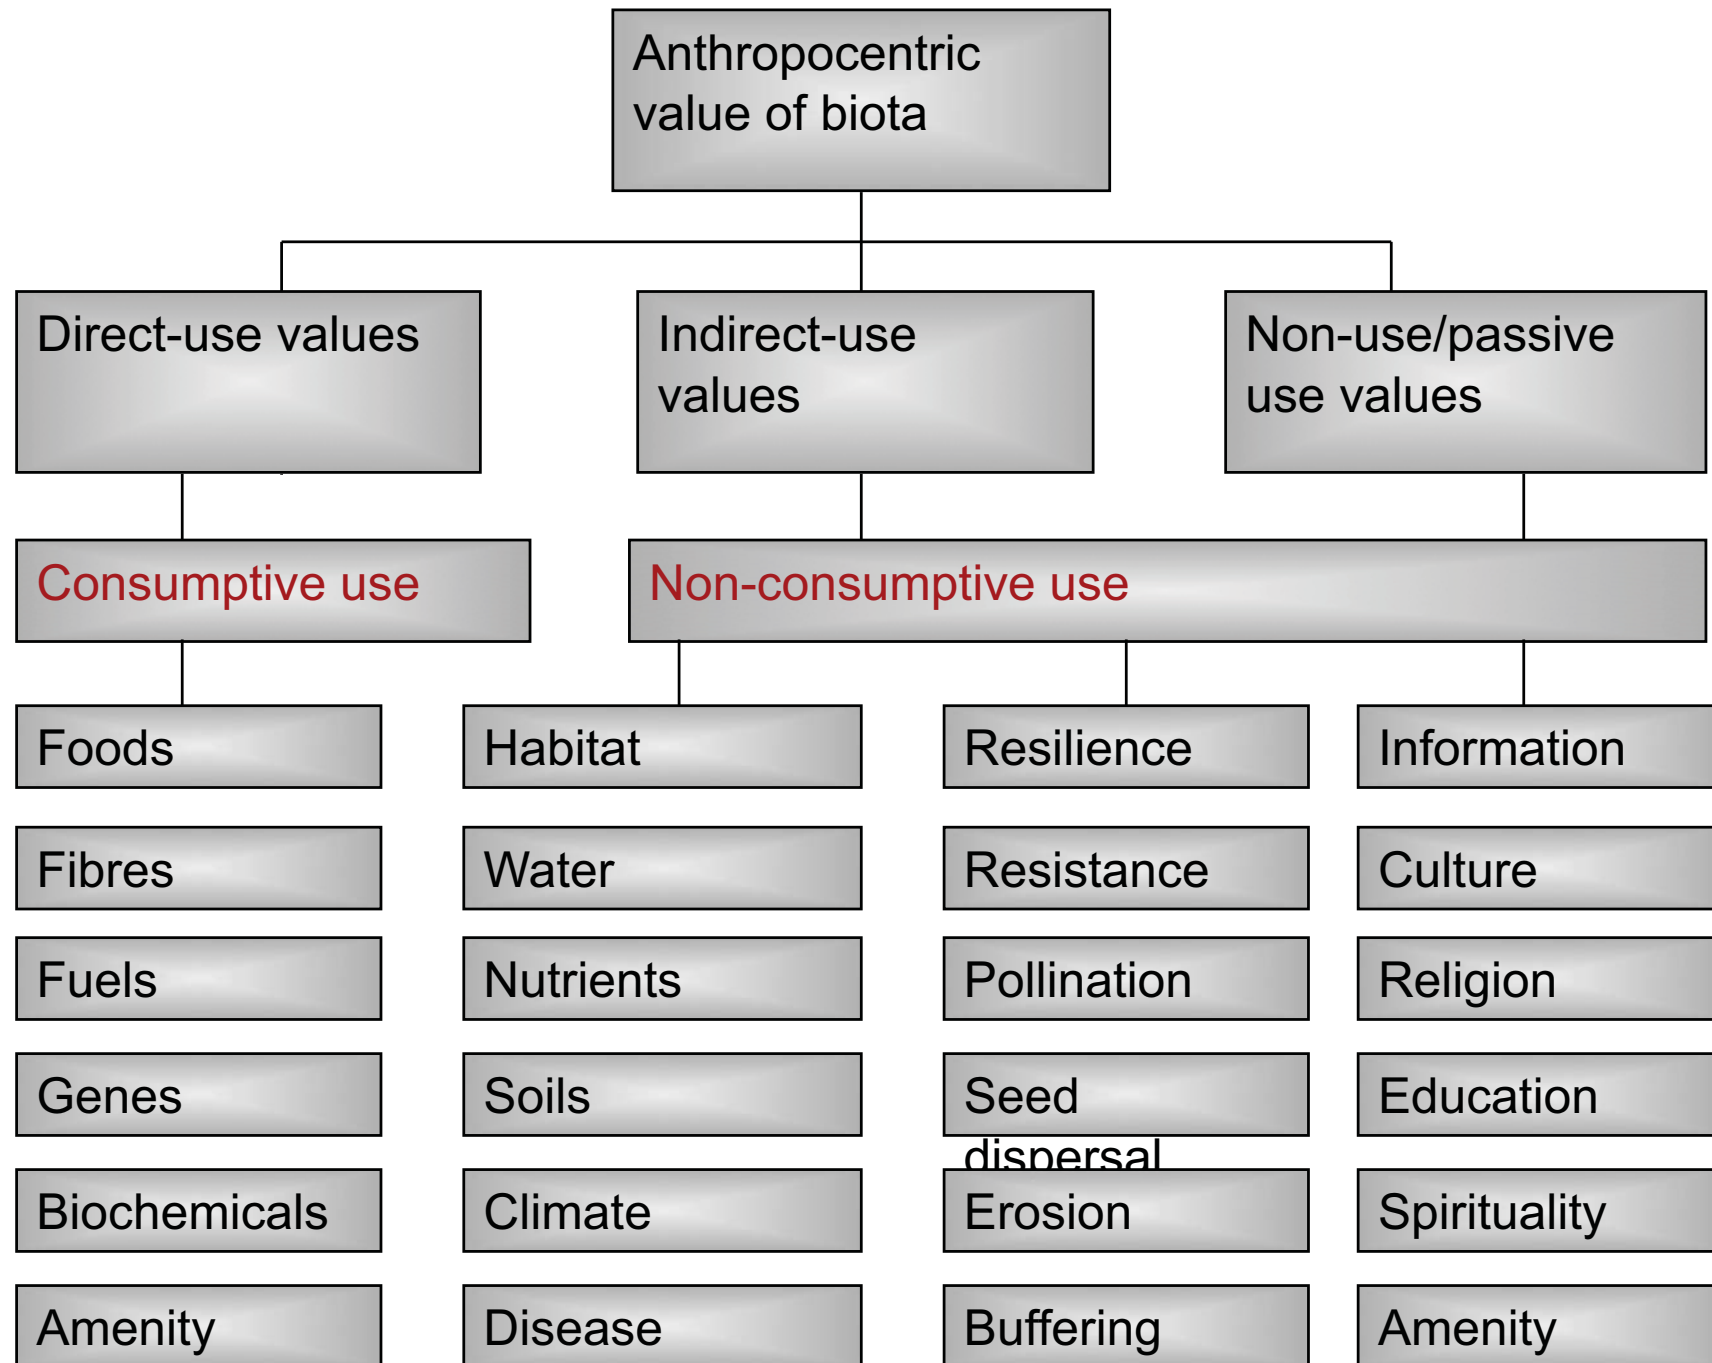 Anthropocentric
value of biota
Direct-use values
Indirect-use
values
Non-use/passive
use values
Consumptive use
Non-consumptive use
Foods
Habitat
Resilience
Information
Fibres
Water
Resistance
Culture
Fuels
Nutrients
Pollination
Religion
Genes
Soils
Seed
dispersal
Education
Biochemicals
Climate
Erosion
Spirituality
Amenity
Disease
Buffering
Amenity